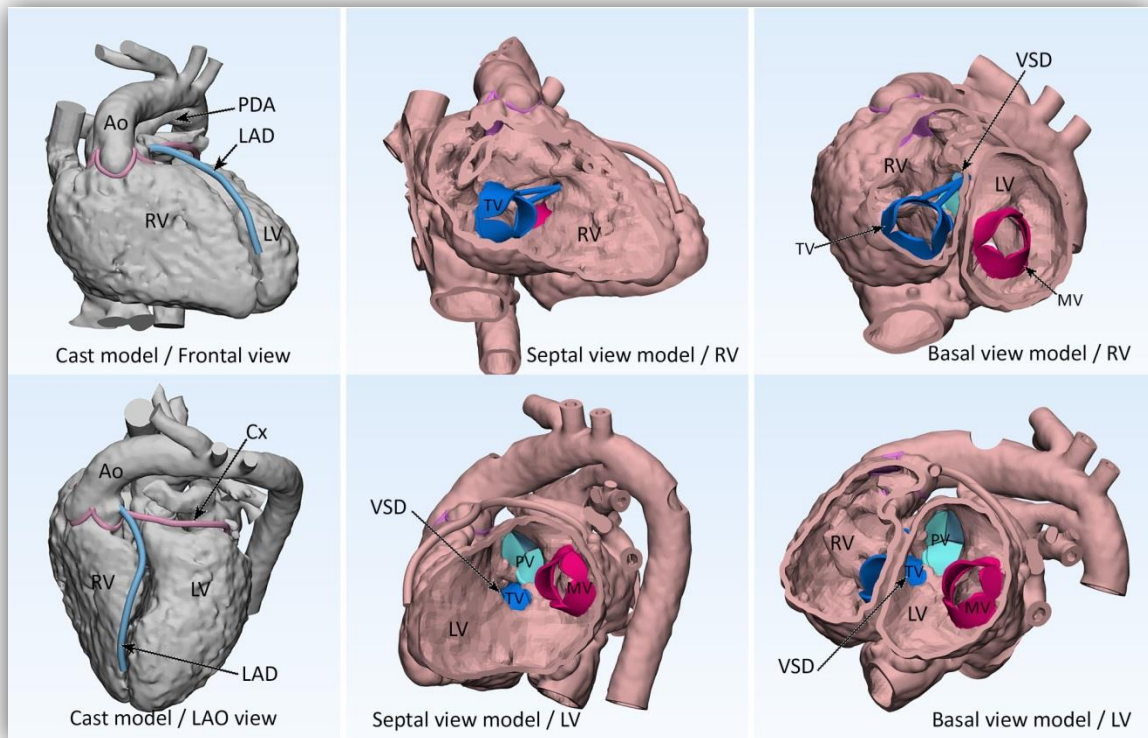 PDA
Ao
LAD
RV
LV
Cast model / Frontal view
TV
RV
Septal view model / RV
VSD
RV
LV
TV
MV
Basal view model / RV
Cx
Ao
RV
LV
LAD
Cast model / LAO view
VSD
PV
TV
MV
LV
Septal view model / LV
RV
PV
TV
LV
MV
VSD
Basal view model / LV